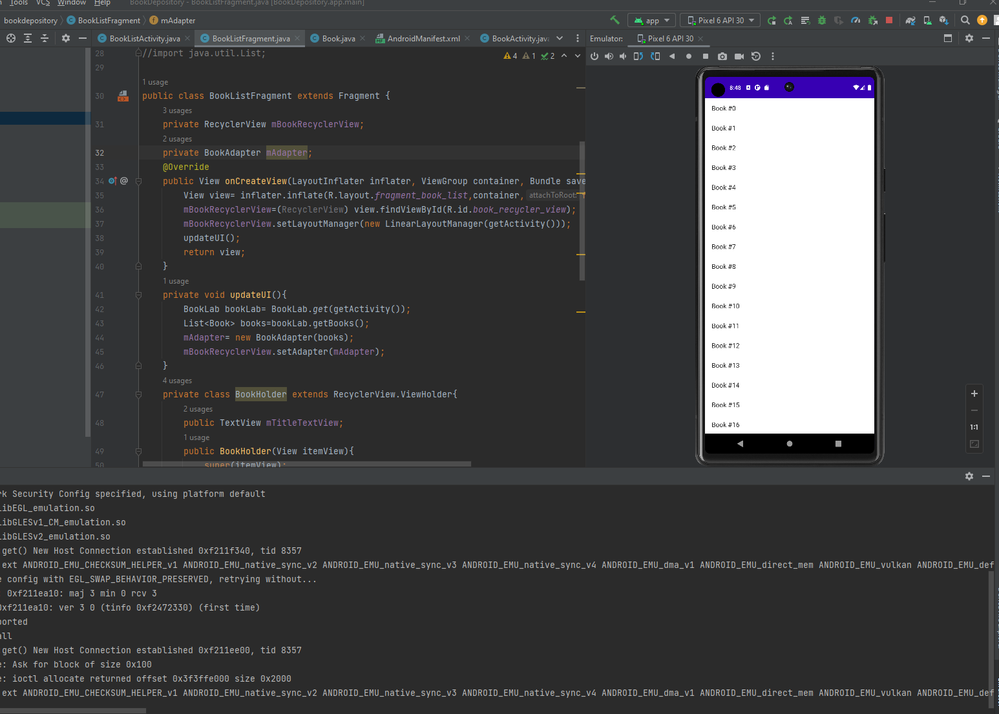 Tools VCS Window Help BookDepository - BookListFragment.java [BookDepository.app.main]
bookdepository BookListFragment mAdapter app Pixel 6 API 30
BookListActivity.java BookListFragment.java Book.java AndroidManifest.xml BookActivity.java Emulator: Pixel 6 API 30
28 //import java.util.List; 4 1 2
29
1 usage
30 public class BookListFragment extends Fragment {
3 usages
31 private RecyclerView mBookRecyclerView;
2 usages
32 private BookAdapter mAdapter;
33 @Override
34 public View onCreateView(LayoutInflater inflater, ViewGroup container, Bundle save
35 View view= inflater.inflate(R.layout.fragment_book_list,container, attachToRoot: f
36 mBookRecyclerView=(RecyclerView) view.findViewById(R.id.book_recycler_view);
37 mBookRecyclerView.setLayoutManager(new LinearLayoutManager(getActivity()));
38 updateUI();
39 return view;
40 }
1 usage
41 private void updateUI(){
42 BookLab bookLab= BookLab.get(getActivity());
43 List<Book> books=bookLab.getBooks();
44 mAdapter= new BookAdapter(books);
45 mBookRecyclerView.setAdapter(mAdapter);
46 }
4 usages
47 private class BookHolder extends RecyclerView.ViewHolder{
2 usages
48 public TextView mTitleTextView;
1 usage
49 public BookHolder(View itemView){
50 super(itemView);
8:48
Book #0
Book #1
Book #2
Book #3
Book #4
Book #5
Book #6
Book #7
Book #8
Book #9
Book #10
Book #11
Book #12
Book #13
Book #14
Book #15
Book #16
1:1
rk Security Config specified, using platform default
libEGL_emulation.so
libGLESv1_CM_emulation.so
libGLESv2_emulation.so
get() New Host Connection established 0xf211f340, tid 8357
ext ANDROID_EMU_CHECKSUM_HELPER_v1 ANDROID_EMU_native_sync_v2 ANDROID_EMU_native_sync_v3 ANDROID_EMU_native_sync_v4 ANDROID_EMU_dma_v1 ANDROID_EMU_direct_mem ANDROID_EMU_vulkan ANDROID_EMU_def
e config with EGL_SWAP_BEHAVIOR_PRESERVED, retrying without...
0xf211ea10: maj 3 min 0 rcv 3
0xf211ea10: ver 3 0 (tinfo 0xf2472330) (first time)
ported
all
get() New Host Connection established 0xf211ee00, tid 8357
e: Ask for block of size 0x100
e: ioctl allocate returned offset 0x3f3ffe000 size 0x2000
ext ANDROID_EMU_CHECKSUM_HELPER_v1 ANDROID_EMU_native_sync_v2 ANDROID_EMU_native_sync_v3 ANDROID_EMU_native_sync_v4 ANDROID_EMU_dma_v1 ANDROID_EMU_direct_mem ANDROID_EMU_vulkan ANDROID_EMU_def